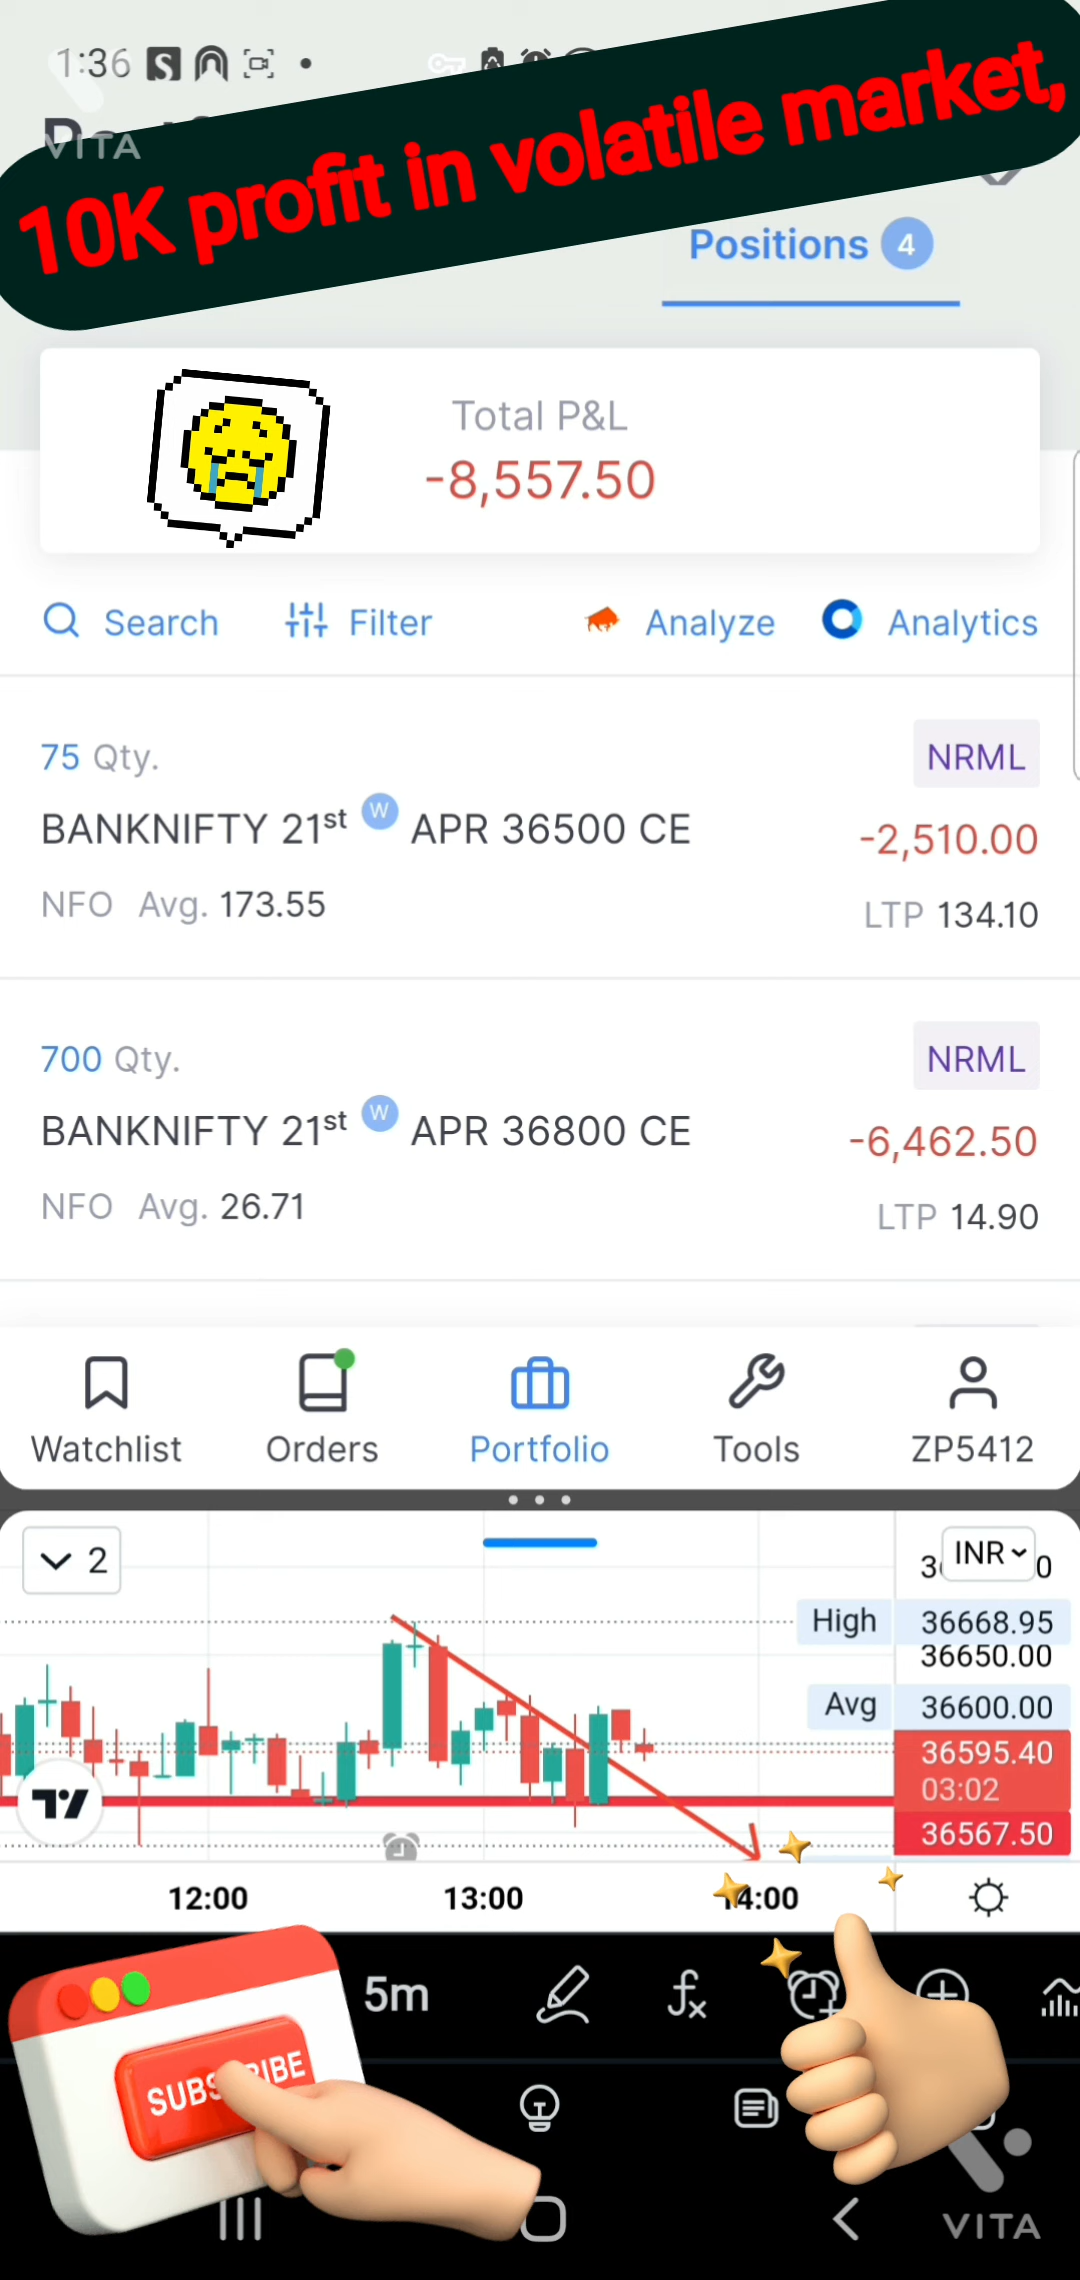 1:36
VITA
10K profit in volatile market,
Positions 4
Total P&L
-8,557.50
Search Filter Analyze Analytics
75 Qty. NRML
BANKNIFTY 21st W APR 36500 CE -2,510.00
NFO Avg. 173.55 LTP 134.10
700 Qty. NRML
BANKNIFTY 21st W APR 36800 CE -6,462.50
NFO Avg. 26.71 LTP 14.90
Watchlist Orders Portfolio Tools ZP5412
2 INR
High 36668.95
36650.00
Avg 36600.00
36595.40
03:02
36567.50
12:00 13:00 14:00
5m
SUBSCRIBE
VITA